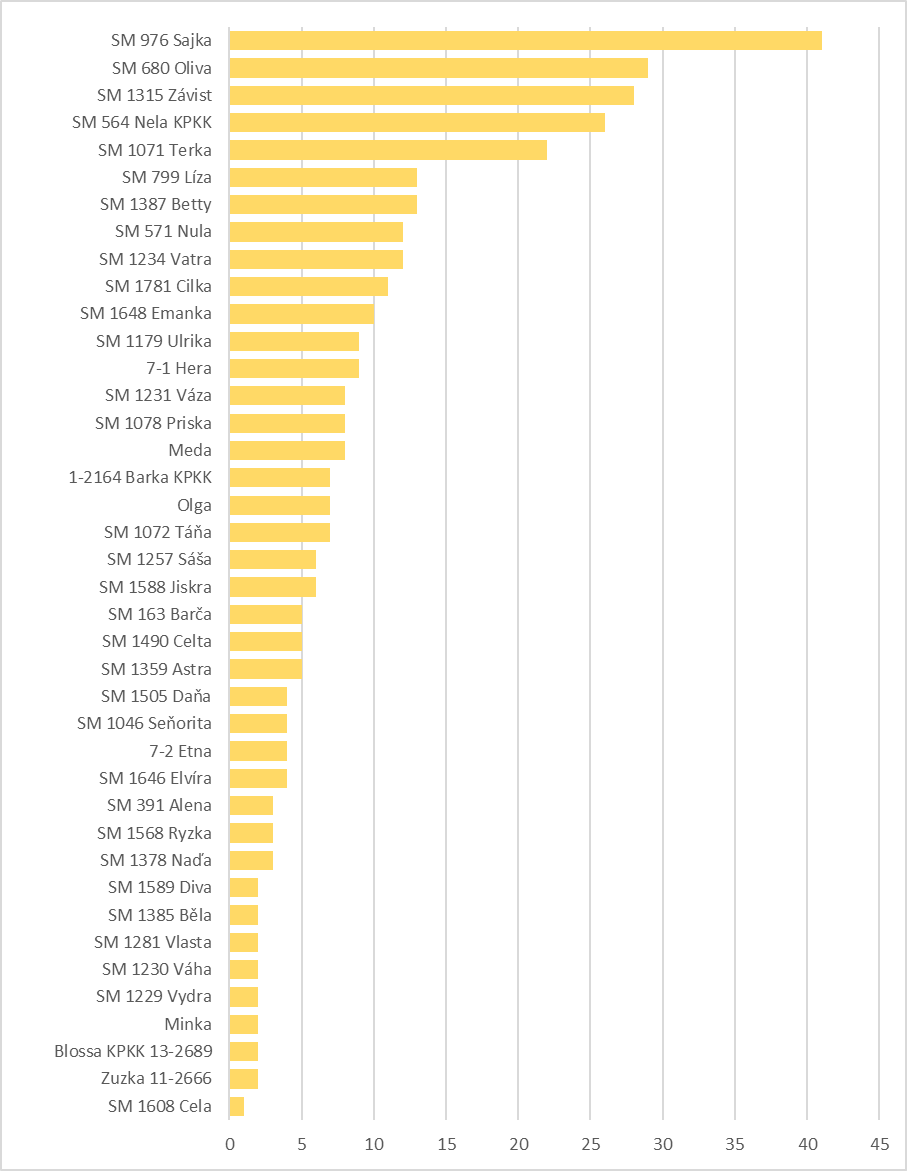 SM 976 Sajka
SM 680 Oliva
SM 1315 Závist
SM 564 Nela KPKK
SM 1071 Terka
SM 799 Líza
SM 1387 Betty
SM 571 Nula
SM 1234 Vatra
SM 1781 Cilka
SM 1648 Emanka
SM 1179 Ulrika
7-1 Hera
SM 1231 Váza
SM 1078 Priska
Meda
1-2164 Barka KPKK
Olga
SM 1072 Táňa
SM 1257 Sáša
SM 1588 Jiskra
SM 163 Barča
SM 1490 Celta
SM 1359 Astra
SM 1505 Daňa
SM 1046 Seňorita
7-2 Etna
SM 1646 Elvíra
SM 391 Alena
SM 1568 Ryzka
SM 1378 Naďa
SM 1589 Diva
SM 1385 Běla
SM 1281 Vlasta
SM 1230 Váha
SM 1229 Vydra
Minka
Blossa KPKK 13-2689
Zuzka 11-2666
SM 1608 Cela
0 5 10 15 20 25 30 35 40 45